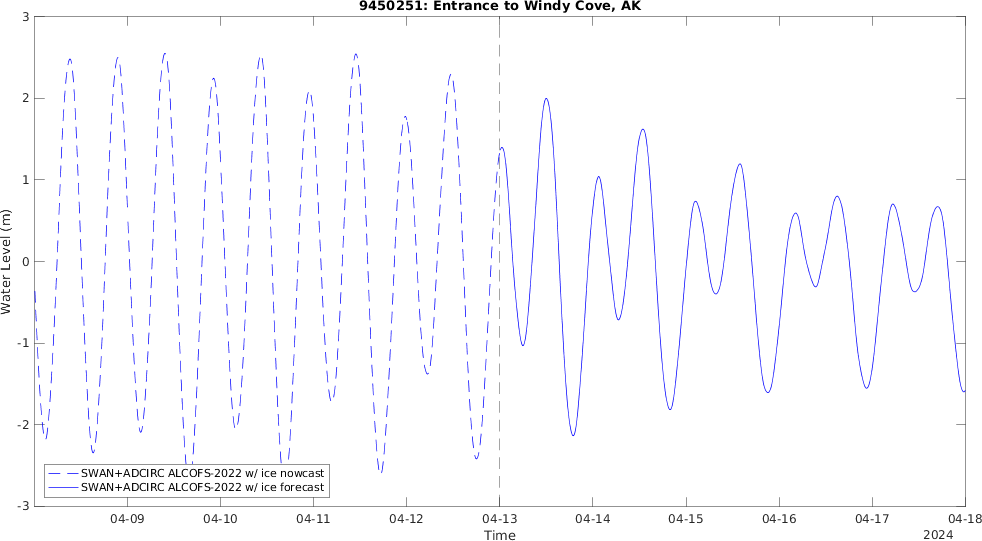 9450251: Entrance to Windy Cove, AK
3
2
1
0
-1
-2
-3
Water Level (m)
SWAN+ADCIRC ALCOFS-2022 w/ ice nowcast
SWAN+ADCIRC ALCOFS-2022 w/ ice forecast
04-09 04-10 04-11 04-12 04-13 04-14 04-15 04-16 04-17 04-18
Time
2024